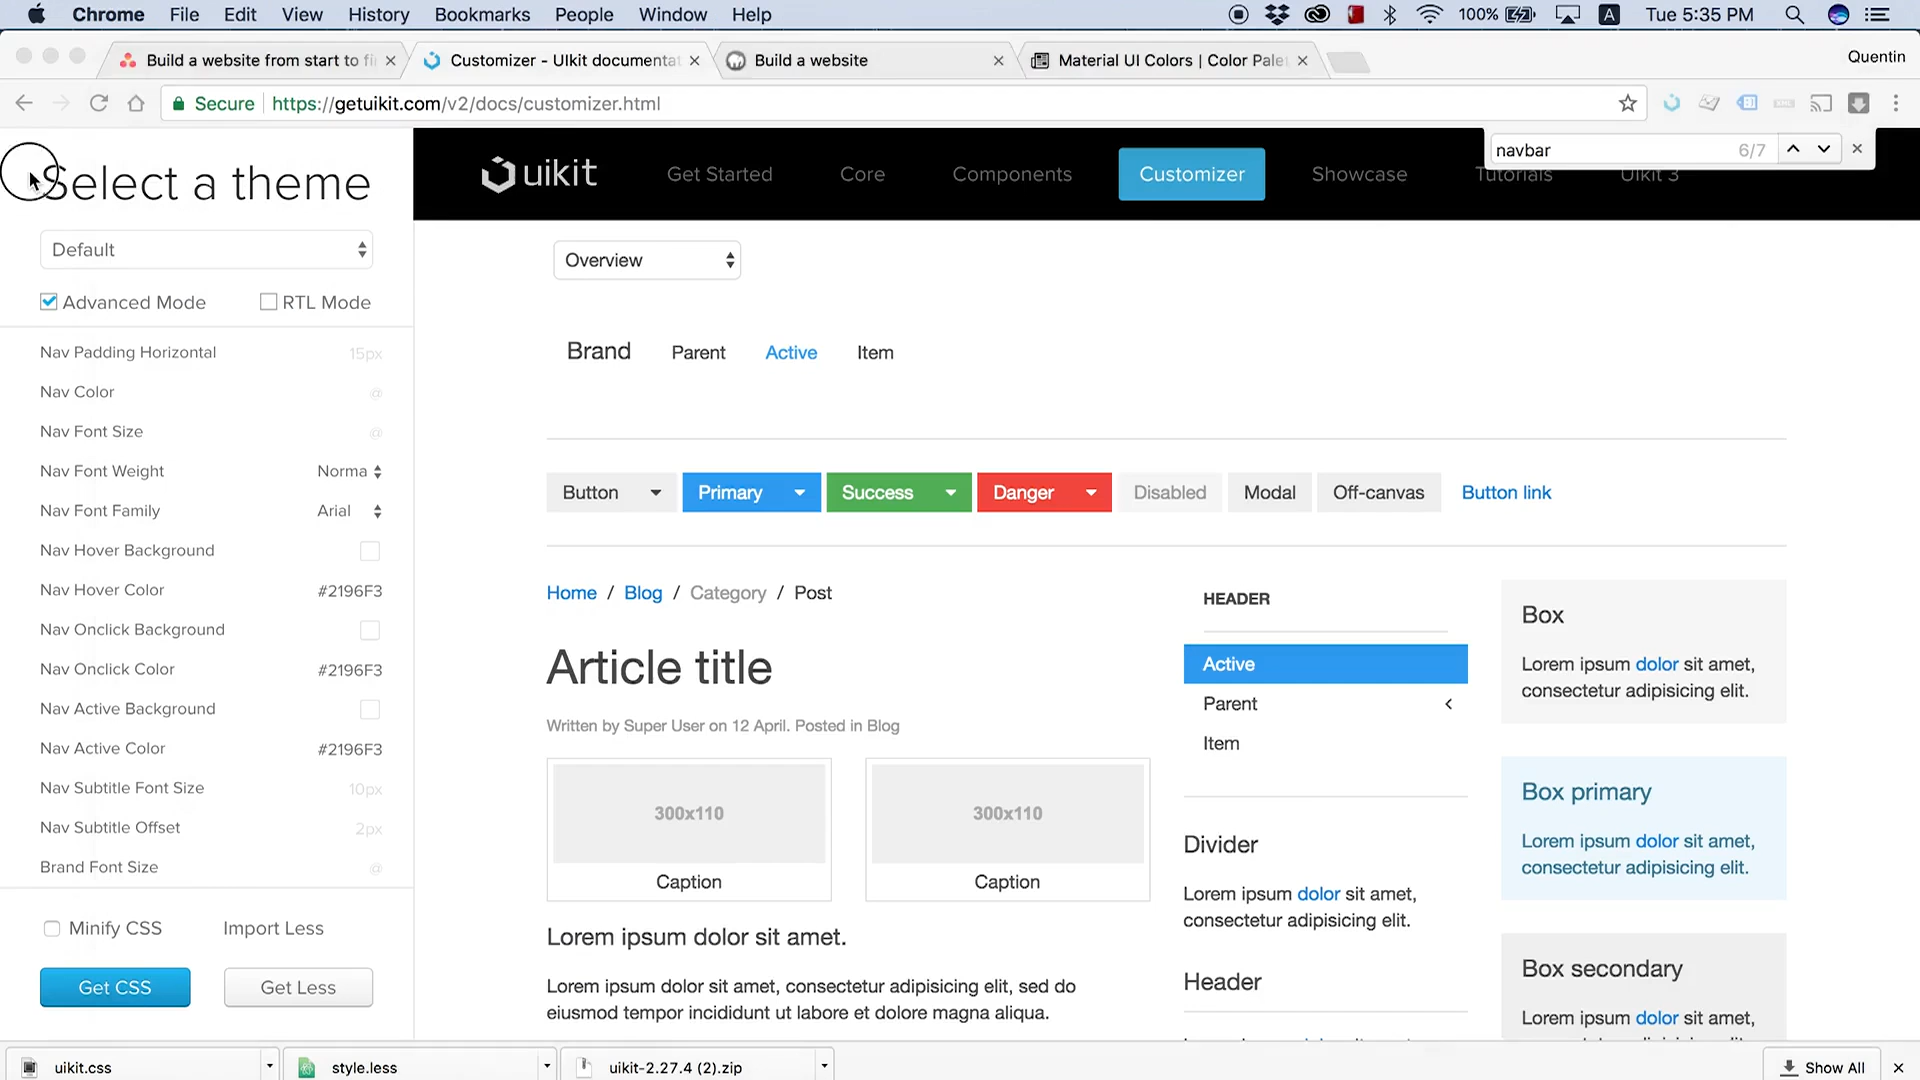 Chrome File Edit View History Bookmarks People Window Help 100% A Tue 5:35 PM
Build a website from start to fi
Customizer - UIkit documentat
Build a website
Material UI Colors | Color Pale
Quentin
Secure https://getuikit.com/v2/docs/customizer.html
navbar 6/7
Select a theme
Default
Advanced Mode
RTL Mode
Nav Padding Horizontal 15px
Nav Color @
Nav Font Size @
Nav Font Weight Norma
Nav Font Family Arial
Nav Hover Background
Nav Hover Color #2196F3
Nav Onclick Background
Nav Onclick Color #2196F3
Nav Active Background
Nav Active Color #2196F3
Nav Subtitle Font Size 10px
Nav Subtitle Offset 2px
Brand Font Size @
Minify CSS
Import Less
Get CSS
Get Less
uikit
Get Started
Core
Components
Customizer
Showcase
Tutorials
UIkit 3
Overview
Brand
Parent
Active
Item
Button
Primary
Success
Danger
Disabled
Modal
Off-canvas
Button link
Home / Blog / Category / Post
Article title
Written by Super User on 12 April. Posted in Blog
300x110
Caption
300x110
Caption
Lorem ipsum dolor sit amet.
Lorem ipsum dolor sit amet, consectetur adipisicing elit, sed do
eiusmod tempor incididunt ut labore et dolore magna aliqua.
HEADER
Active
Parent
Item
Divider
Lorem ipsum dolor sit amet,
consectetur adipisicing elit.
Header
Box
Lorem ipsum dolor sit amet,
consectetur adipisicing elit.
Box primary
Lorem ipsum dolor sit amet,
consectetur adipisicing elit.
Box secondary
Lorem ipsum dolor sit amet,
uikit.css
style.less
uikit-2.27.4 (2).zip
Show All